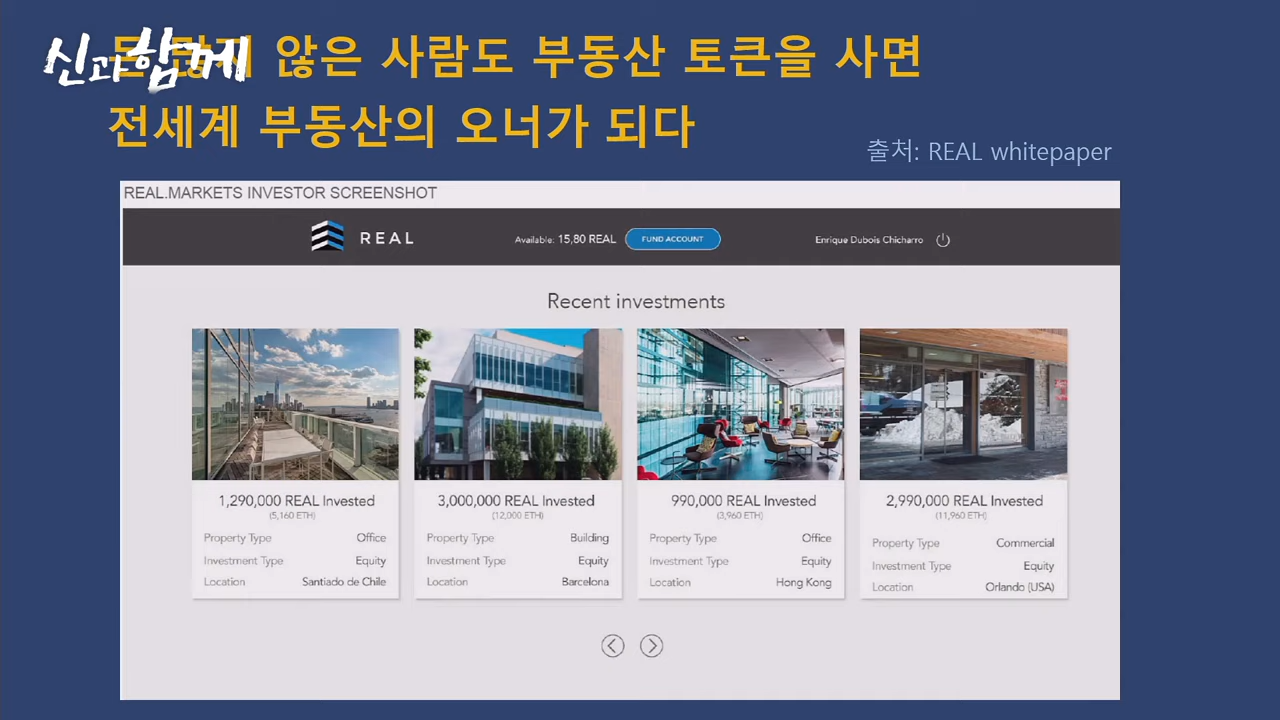 신과함께
않은 사람도 부동산 토큰을 사면
전세계 부동산의 오너가 되다
출처: REAL whitepaper
REAL.MARKETS INVESTOR SCREENSHOT
REAL
Available: 15,80 REAL
FUND ACCOUNT
Enrique Dubois Chicharro
Recent investments
1,290,000 REAL Invested
(5,160 ETH)
Property Type Office
Investment Type Equity
Location Santiado de Chile
3,000,000 REAL Invested
(12,000 ETH)
Property Type Building
Investment Type Equity
Location Barcelona
990,000 REAL Invested
(3,960 ETH)
Property Type Office
Investment Type Equity
Location Hong Kong
2,990,000 REAL Invested
(11,960 ETH)
Property Type Commercial
Investment Type Equity
Location Orlando (USA)